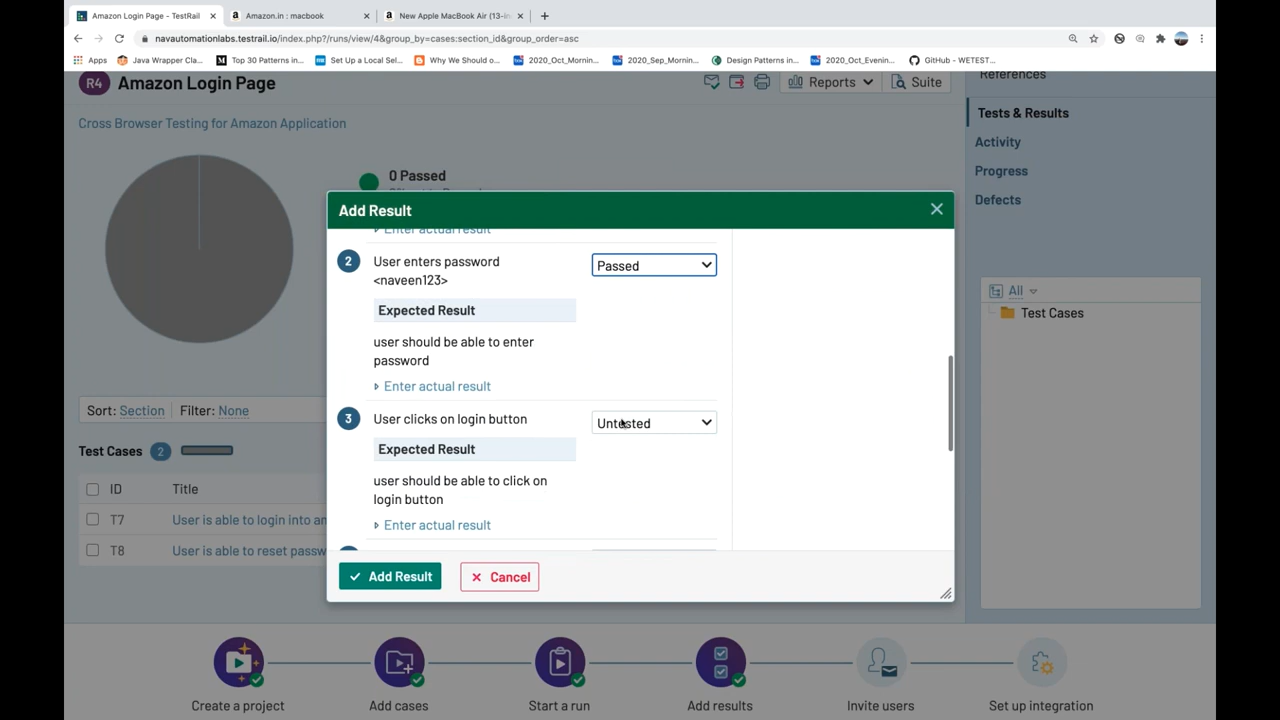 Amazon Login Page - TestRail
Amazon.in : macbook
New Apple MacBook Air (13-in
navautomationlabs.testrail.io/index.php?/runs/view/4&group_by=cases:section_id&group_order=asc
Apps
Java Wrapper Cla...
Top 30 Patterns in...
Set Up a Local Sel...
Why We Should o...
2020_Oct_Mornin...
2020_Sep_Mornin...
Design Patterns in...
2020_Oct_Evenin...
GitHub - WETEST...
R4 Amazon Login Page
Reports
Suite
References
Cross Browser Testing for Amazon Application
Tests & Results
Activity
Progress
Defects
0 Passed
Add Result
Enter actual result
2 User enters password
<naveen123>
Passed
Expected Result
user should be able to enter
password
Enter actual result
3 User clicks on login button
Untested
Expected Result
user should be able to click on
login button
Enter actual result
Add Result
Cancel
All
Test Cases
Sort: Section Filter: None
Test Cases 2
ID Title
T7 User is able to login into an
T8 User is able to reset passw
Create a project
Add cases
Start a run
Add results
Invite users
Set up integration